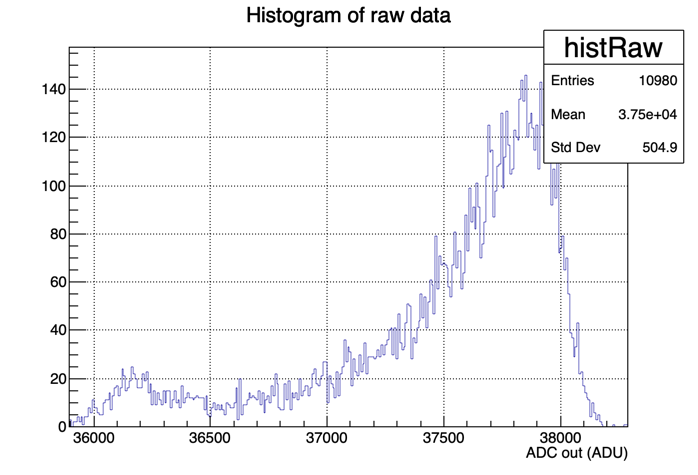 Histogram of raw data
histRaw
Entries 10980
Mean 3.75e+04
Std Dev 504.9
140
120
100
80
60
40
20
0
36000 36500 37000 37500 38000
ADC out (ADU)